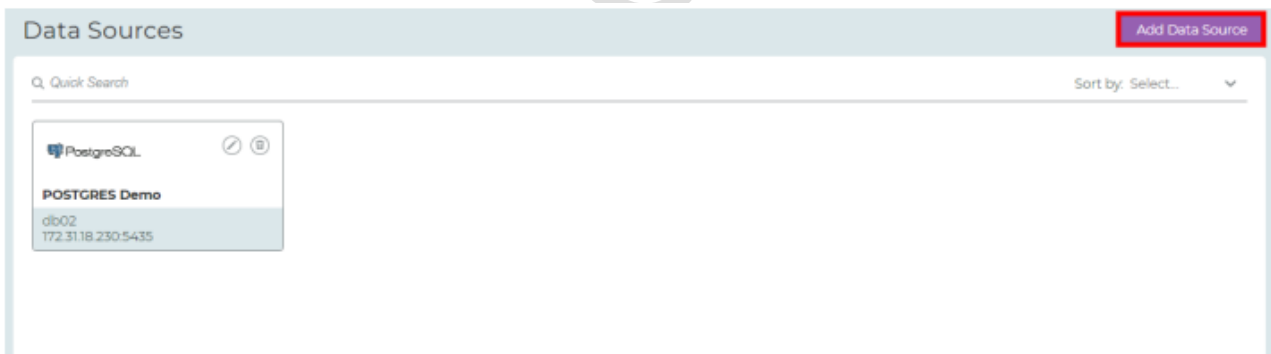 Data Sources
Add Data Source
Quick Search
Sort by: Select...
PostgreSQL
POSTGRES Demo
db02
172.31.18.230:5435